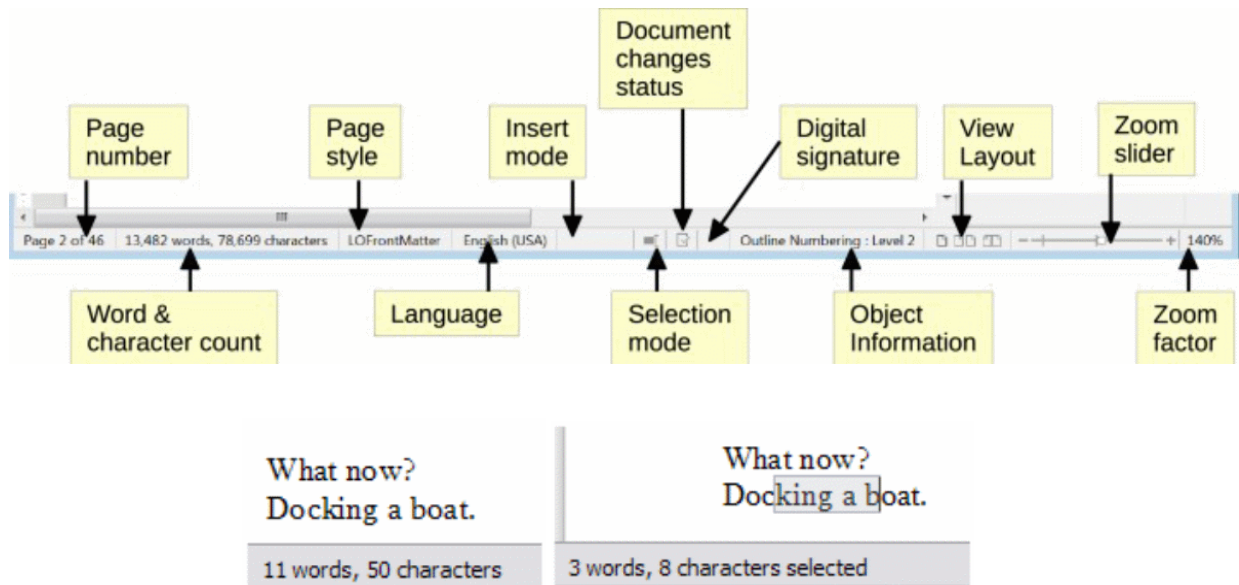 Document
changes
status
Page
number
Page
style
Insert
mode
Digital
signature
View
Layout
Zoom
slider
Page 2 of 46 13,482 words, 78,699 characters LOFrontMatter English (USA) Outline Numbering : Level 2 140%
Word &
character count
Language
Selection
mode
Object
Information
Zoom
factor
What now?
Docking a boat.
11 words, 50 characters
What now?
Docking a boat.
3 words, 8 characters selected